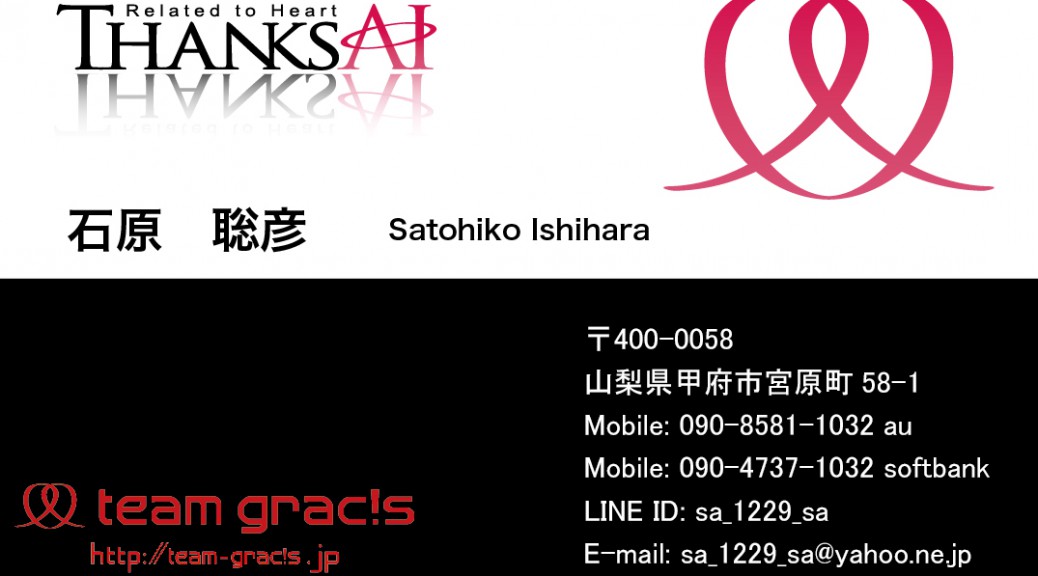 Related to Heart
THANKSAI
石原　聡彦　Satohiko Ishihara
〒400-0058
山梨県甲府市宮原町 58-1
Mobile: 090-8581-1032 au
Mobile: 090-4737-1032 softbank
LINE ID: sa_1229_sa
E-mail: sa_1229_sa@yahoo.ne.jp
team grac!s
http://team-grac!s.jp